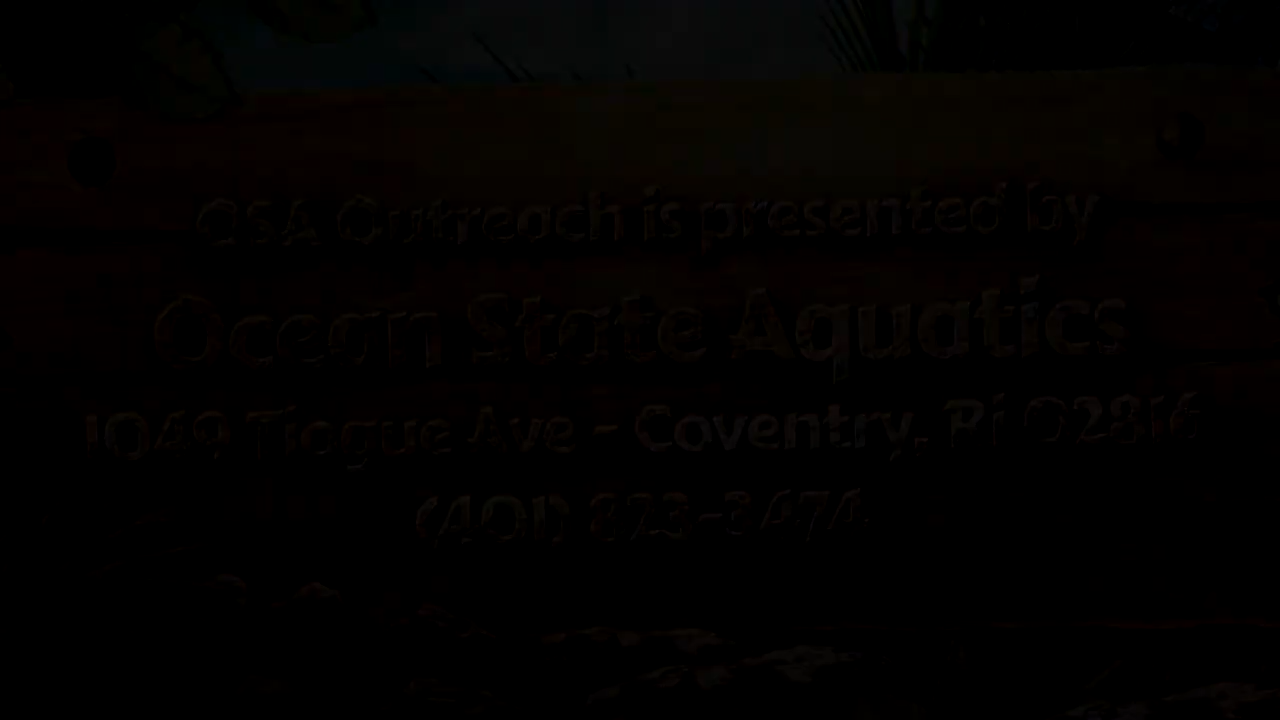 OSA Outreach is presented by
Ocean State Aquatics
1049 Tiogue Ave - Coventry, Ri 02816
(401) 823-3474